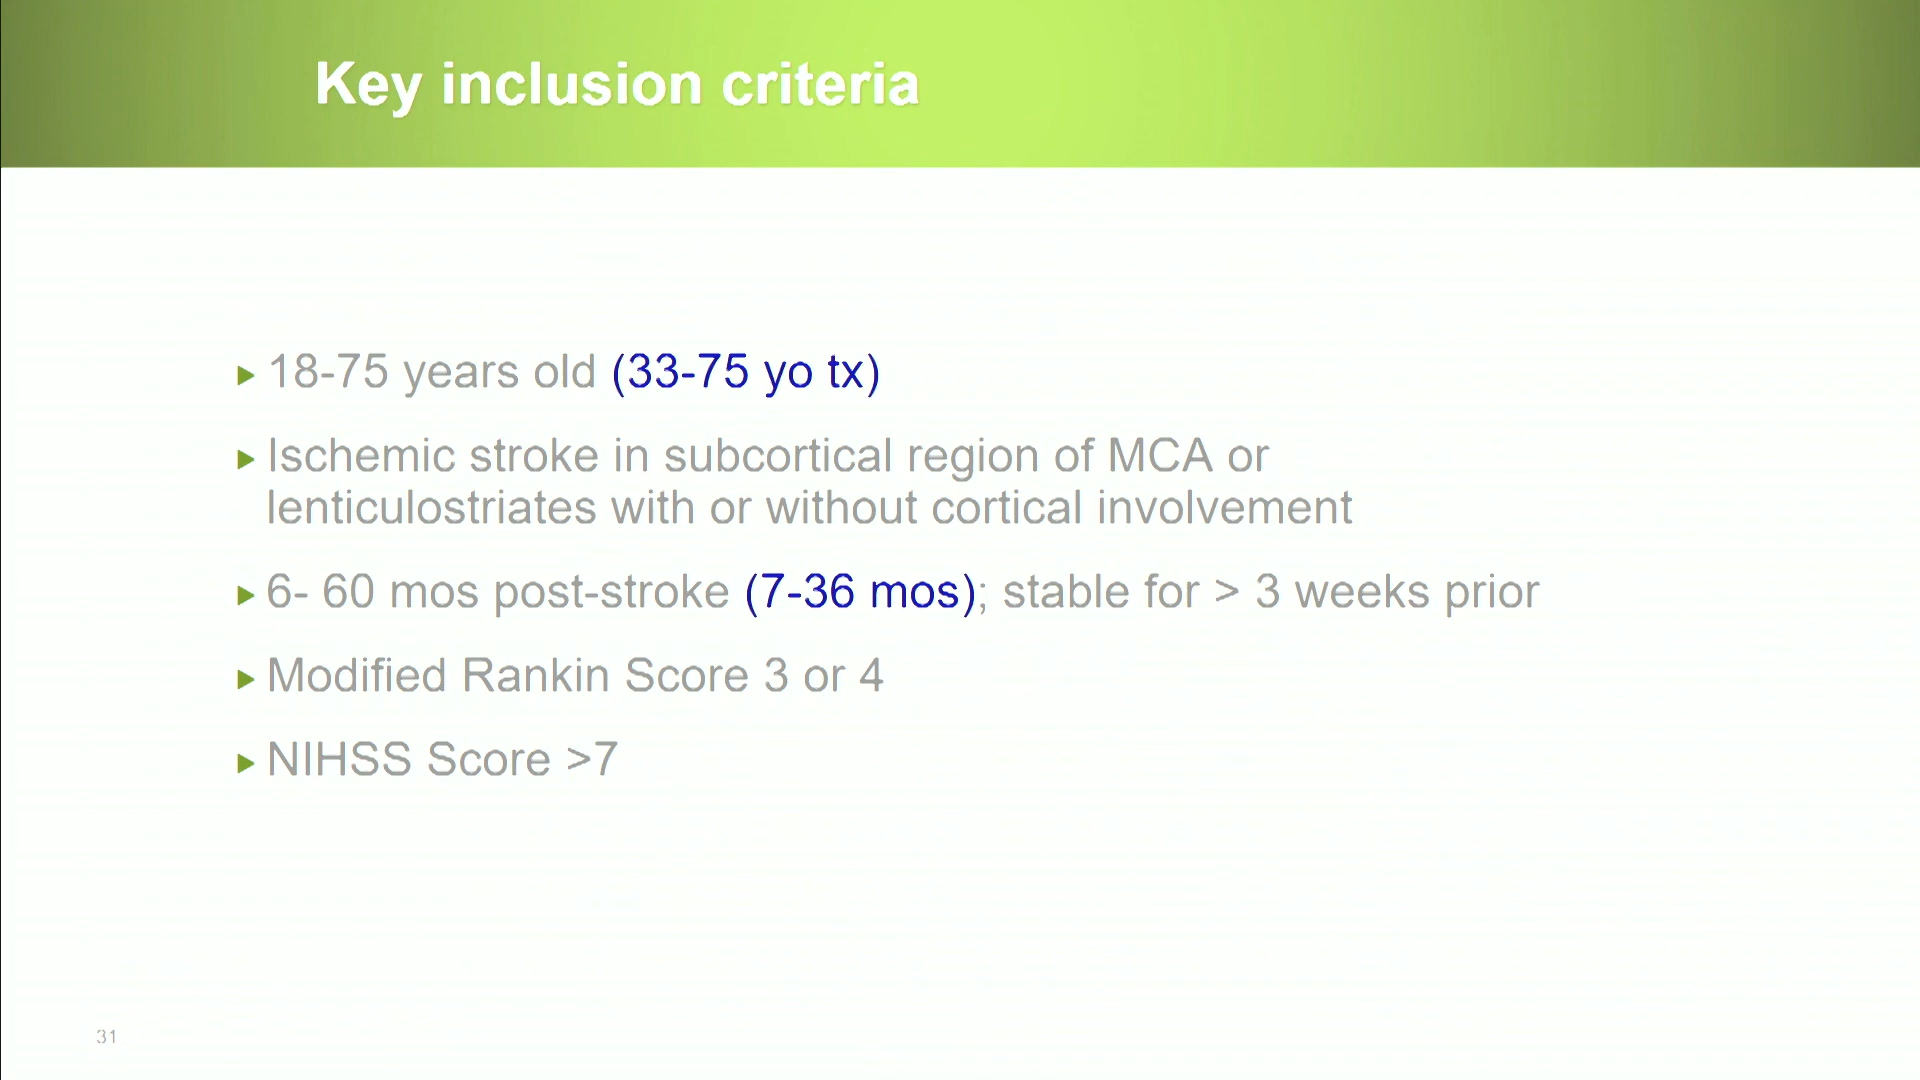 Key inclusion criteria
18-75 years old (33-75 yo tx)
Ischemic stroke in subcortical region of MCA or
lenticulostriates with or without cortical involvement
6- 60 mos post-stroke (7-36 mos); stable for > 3 weeks prior
Modified Rankin Score 3 or 4
NIHSS Score >7
31